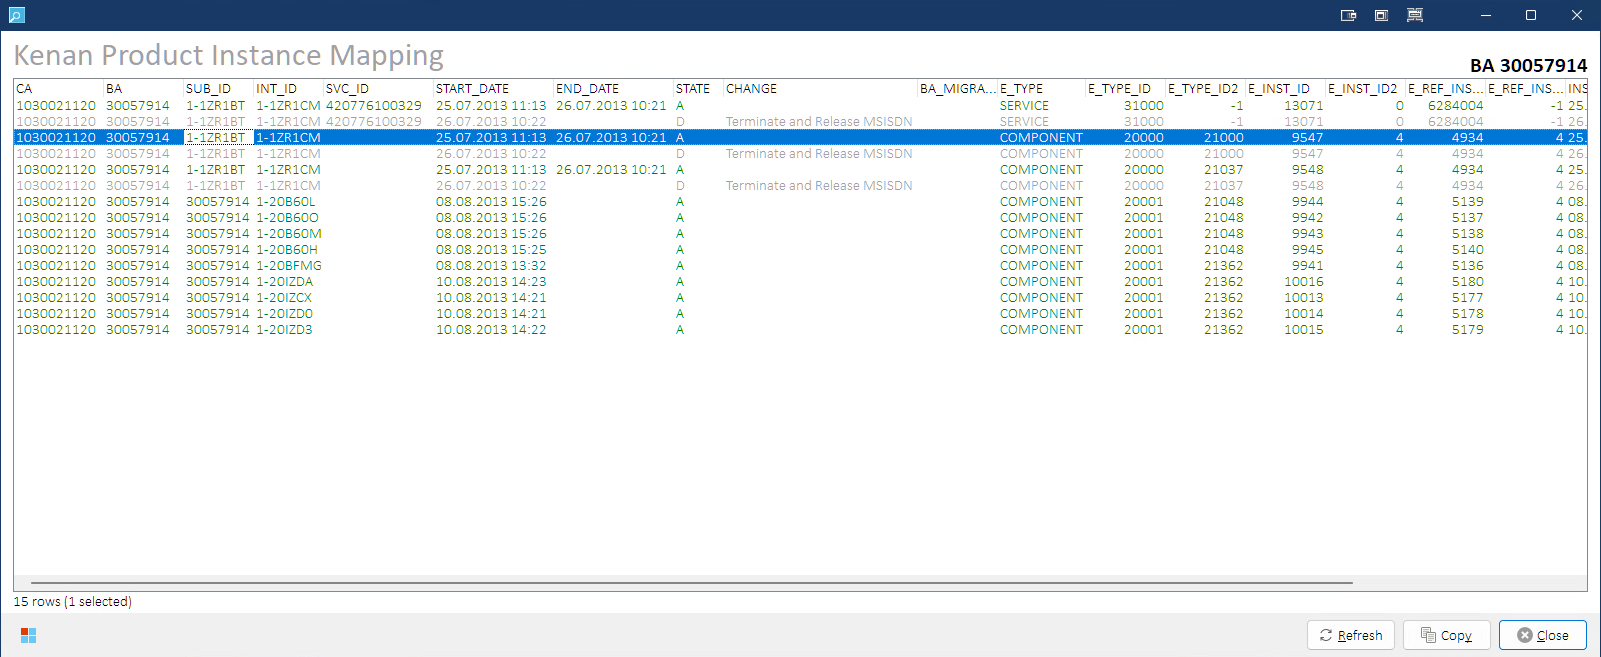 Kenan Product Instance Mapping
BA 30057914
CA BA SUB_ID INT_ID SVC_ID START_DATE END_DATE STATE CHANGE BA_MIGRA... E_TYPE E_TYPE_ID E_TYPE_ID2 E_INST_ID E_INST_ID2 E_REF_INS... E_REF_INS... INS
1030021120 30057914 1-1ZR1BT 1-1ZR1CM 420776100329 25.07.2013 11:13 26.07.2013 10:21 A SERVICE 31000 -1 13071 0 6284004 -1 25.
1030021120 30057914 1-1ZR1BT 1-1ZR1CM 420776100329 26.07.2013 10:22 D Terminate and Release MSISDN SERVICE 31000 -1 13071 0 6284004 -1 26.
1030021120 30057914 1-1ZR1BT 1-1ZR1CM 25.07.2013 11:13 26.07.2013 10:21 A COMPONENT 20000 21000 9547 4 4934 4 25.
1030021120 30057914 1-1ZR1BT 1-1ZR1CM 26.07.2013 10:22 D Terminate and Release MSISDN COMPONENT 20000 21000 9547 4 4934 4 26.
1030021120 30057914 1-1ZR1BT 1-1ZR1CM 25.07.2013 11:13 26.07.2013 10:21 A COMPONENT 20000 21037 9548 4 4934 4 25.
1030021120 30057914 1-1ZR1BT 1-1ZR1CM 26.07.2013 10:22 D Terminate and Release MSISDN COMPONENT 20000 21037 9548 4 4934 4 26.
1030021120 30057914 30057914 1-20B60L 08.08.2013 15:26 A COMPONENT 20001 21048 9944 4 5139 4 08.
1030021120 30057914 30057914 1-20B60O 08.08.2013 15:26 A COMPONENT 20001 21048 9942 4 5137 4 08.
1030021120 30057914 30057914 1-20B60M 08.08.2013 15:26 A COMPONENT 20001 21048 9943 4 5138 4 08.
1030021120 30057914 30057914 1-20B60H 08.08.2013 15:25 A COMPONENT 20001 21048 9945 4 5140 4 08.
1030021120 30057914 30057914 1-20BFMG 08.08.2013 13:32 A COMPONENT 20001 21362 9941 4 5136 4 08.
1030021120 30057914 30057914 1-20IZDA 10.08.2013 14:23 A COMPONENT 20001 21362 10016 4 5180 4 10.
1030021120 30057914 30057914 1-20IZCX 10.08.2013 14:21 A COMPONENT 20001 21362 10013 4 5177 4 10.
1030021120 30057914 30057914 1-20IZD0 10.08.2013 14:21 A COMPONENT 20001 21362 10014 4 5178 4 10.
1030021120 30057914 30057914 1-20IZD3 10.08.2013 14:22 A COMPONENT 20001 21362 10015 4 5179 4 10.
15 rows (1 selected)
Refresh Copy Close